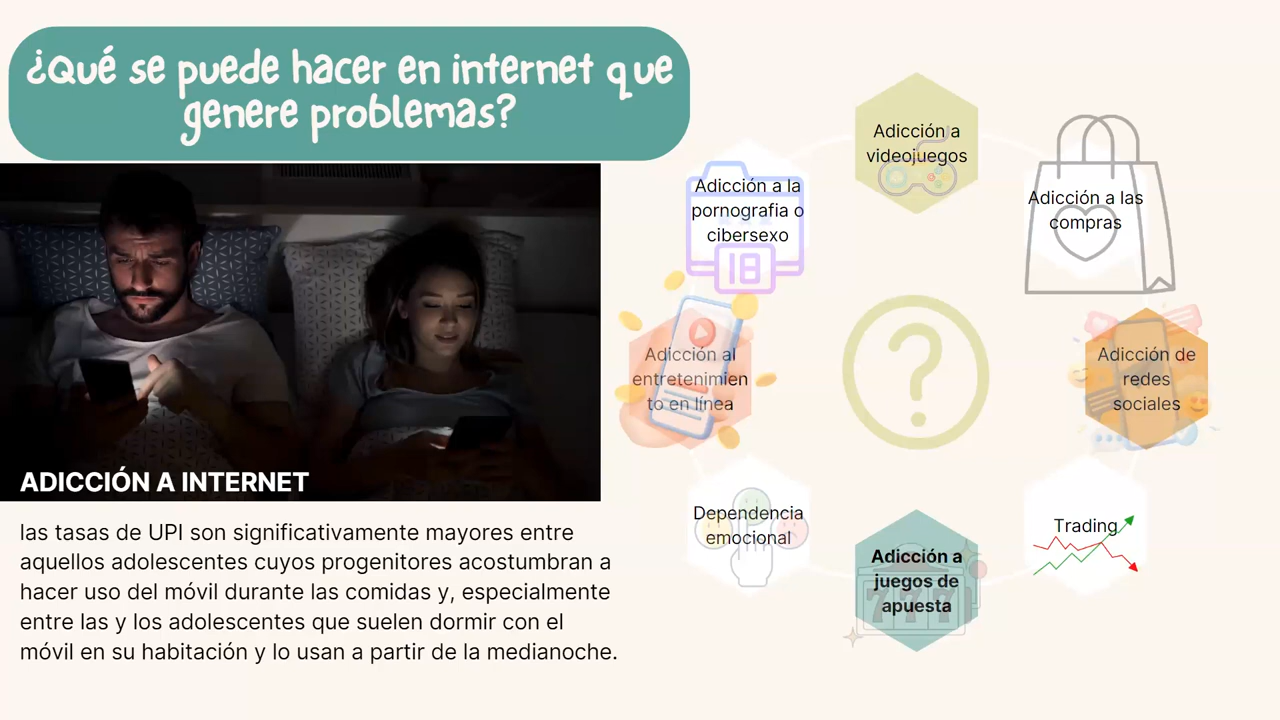 ¿Qué se puede hacer en internet que
genere problemas?
ADICCIÓN A INTERNET
las tasas de UPI son significativamente mayores entre
aquellos adolescentes cuyos progenitores acostumbran a
hacer uso del móvil durante las comidas y, especialmente
entre las y los adolescentes que suelen dormir con el
móvil en su habitación y lo usan a partir de la medianoche.
Adicción a
videojuegos
Adicción a las
compras
Adicción de
redes
sociales
Trading
Adicción a
juegos de
apuesta
777
Dependencia
emocional
Adicción al
entretenimien
to en línea
Adicción a la
pornografia o
cibersexo
18
?